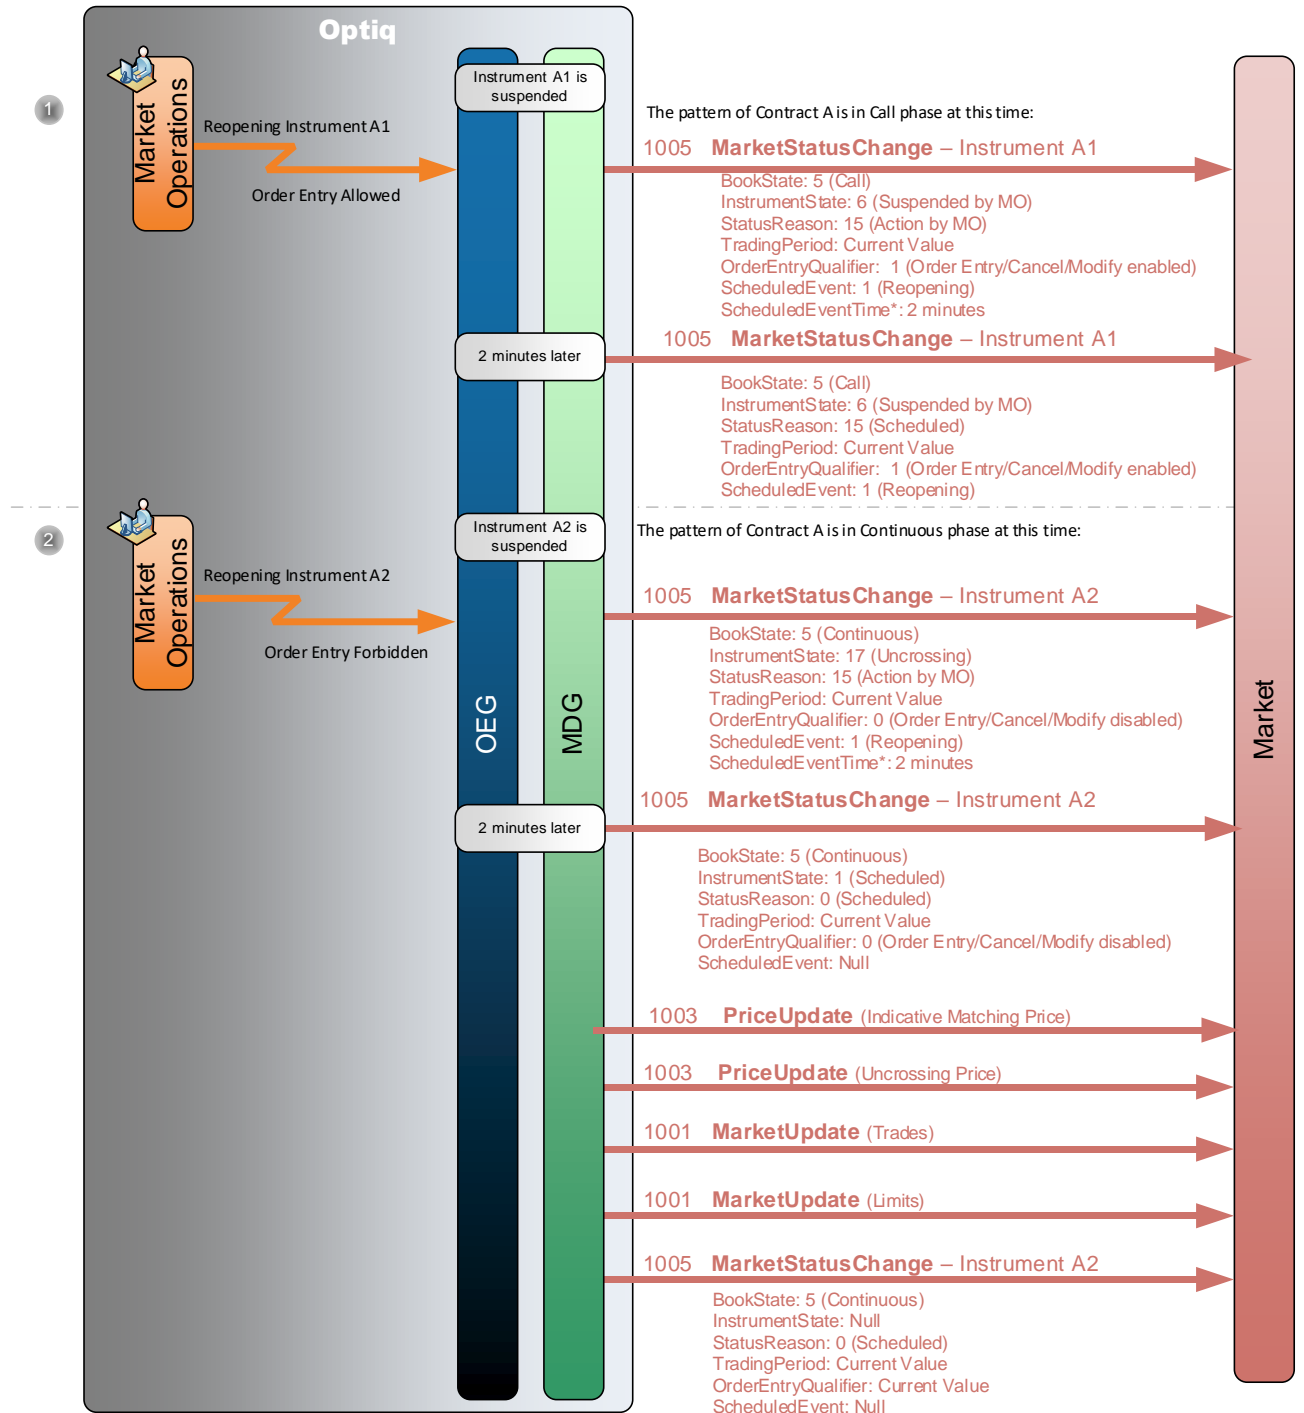 Optiq
Instrument A1 is
suspended
1
Market
Operations
Reopening Instrument A1
Order Entry Allowed
The pattern of Contract A is in Call phase at this time:
1005 MarketStatusChange – Instrument A1
BookState: 5 (Call)
InstrumentState: 6 (Suspended by MO)
StatusReason: 15 (Action by MO)
TradingPeriod: Current Value
OrderEntryQualifier: 1 (Order Entry/Cancel/Modify enabled)
ScheduledEvent: 1 (Reopening)
ScheduledEventTime*: 2 minutes
2 minutes later
1005 MarketStatusChange – Instrument A1
BookState: 5 (Call)
InstrumentState: 6 (Suspended by MO)
StatusReason: 15 (Scheduled)
TradingPeriod: Current Value
OrderEntryQualifier: 1 (Order Entry/Cancel/Modify enabled)
ScheduledEvent: 1 (Reopening)
2
Market
Operations
Instrument A2 is
suspended
Reopening Instrument A2
Order Entry Forbidden
The pattern of Contract A is in Continuous phase at this time:
1005 MarketStatusChange – Instrument A2
BookState: 5 (Continuous)
InstrumentState: 17 (Uncrossing)
StatusReason: 15 (Action by MO)
TradingPeriod: Current Value
OrderEntryQualifier: 0 (Order Entry/Cancel/Modify disabled)
ScheduledEvent: 1 (Reopening)
ScheduledEventTime*: 2 minutes
OEG
MDG
Market
2 minutes later
1005 MarketStatusChange – Instrument A2
BookState: 5 (Continuous)
InstrumentState: 1 (Scheduled)
StatusReason: 0 (Scheduled)
TradingPeriod: Current Value
OrderEntryQualifier: 0 (Order Entry/Cancel/Modify disabled)
ScheduledEvent: Null
1003 PriceUpdate (Indicative Matching Price)
1003 PriceUpdate (Uncrossing Price)
1001 MarketUpdate (Trades)
1001 MarketUpdate (Limits)
1005 MarketStatusChange – Instrument A2
BookState: 5 (Continuous)
InstrumentState: Null
StatusReason: 0 (Scheduled)
TradingPeriod: Current Value
OrderEntryQualifier: Current Value
ScheduledEvent: Null